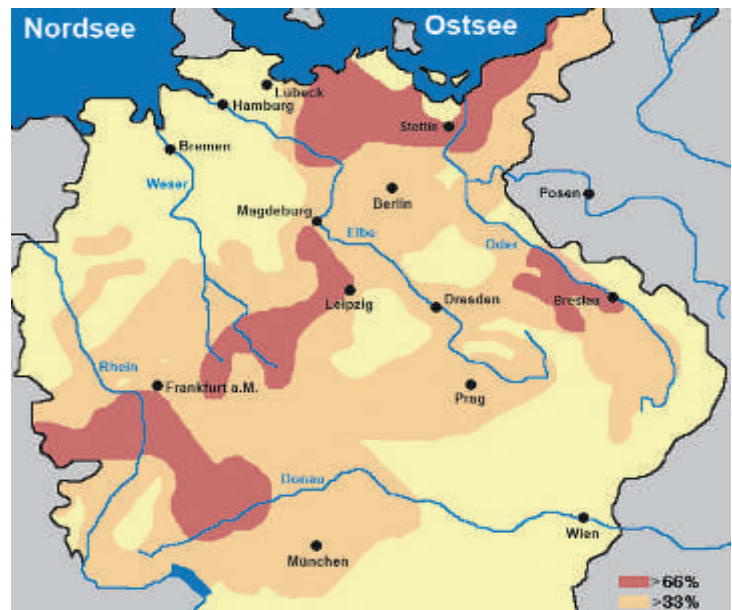 Nordsee
Ostsee
Lübeck
Hamburg
Stettin
Bremen
Weser
Berlin
Posen
Magdeburg
Elbe
Oder
Leipzig
Dresden
Breslau
Rhein
Frankfurt a.M.
Prag
Donau
Wien
München
>66%
>33%